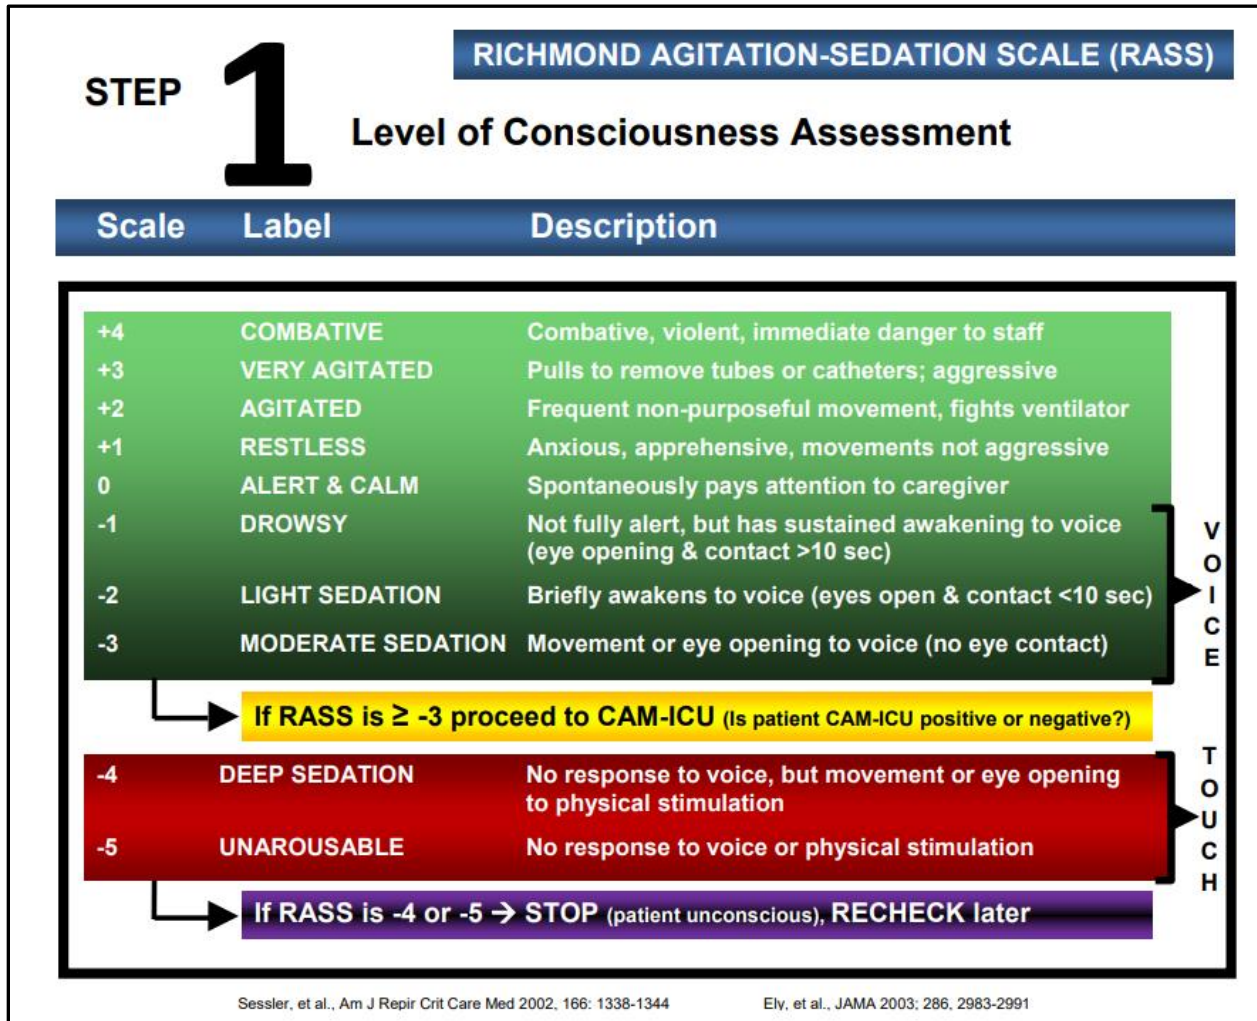 RICHMOND AGITATION-SEDATION SCALE (RASS)
STEP 1
Level of Consciousness Assessment
Scale Label Description
+4 COMBATIVE Combative, violent, immediate danger to staff
+3 VERY AGITATED Pulls to remove tubes or catheters; aggressive
+2 AGITATED Frequent non-purposeful movement, fights ventilator
+1 RESTLESS Anxious, apprehensive, movements not aggressive
0 ALERT & CALM Spontaneously pays attention to caregiver
-1 DROWSY Not fully alert, but has sustained awakening to voice
(eye opening & contact >10 sec)
-2 LIGHT SEDATION Briefly awakens to voice (eyes open & contact <10 sec)
-3 MODERATE SEDATION Movement or eye opening to voice (no eye contact)
VOICE
If RASS is ≥ -3 proceed to CAM-ICU (Is patient CAM-ICU positive or negative?)
-4 DEEP SEDATION No response to voice, but movement or eye opening
to physical stimulation
-5 UNAROUSABLE No response to voice or physical stimulation
TOUCH
If RASS is -4 or -5 → STOP (patient unconscious), RECHECK later
Sessler, et al., Am J Repir Crit Care Med 2002, 166: 1338-1344 Ely, et al., JAMA 2003; 286, 2983-2991